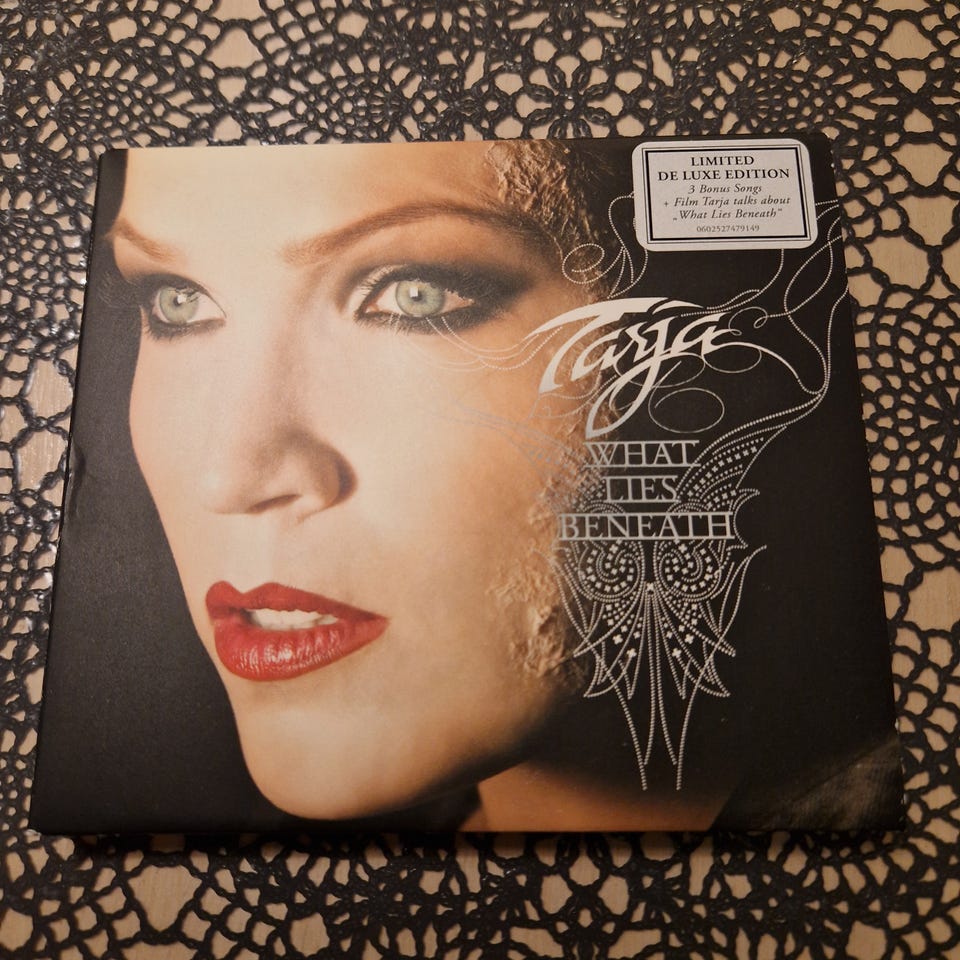 LIMITED
DE LUXE EDITION
3 Bonus Songs
+ Film Tarja talks about
„What Lies Beneath“
0602527479149
Tarja
WHAT
LIES
BENEATH